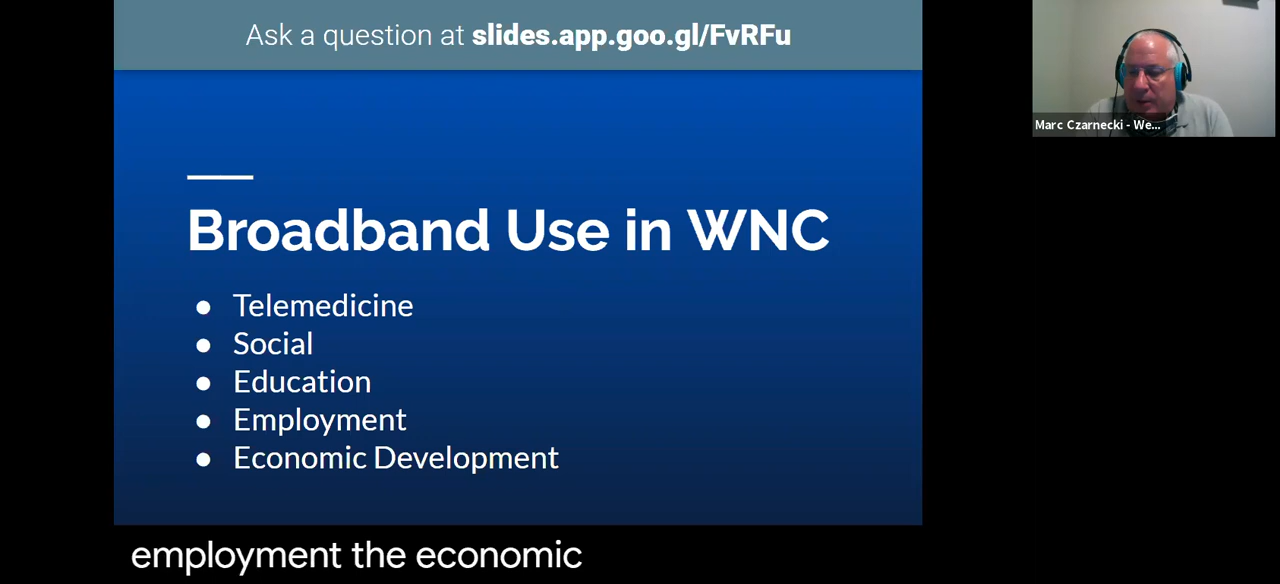 Ask a question at slides.app.goo.gl/FvRFu
Marc Czarnecki - We...
Broadband Use in WNC
● Telemedicine
● Social
● Education
● Employment
● Economic Development
employment the economic